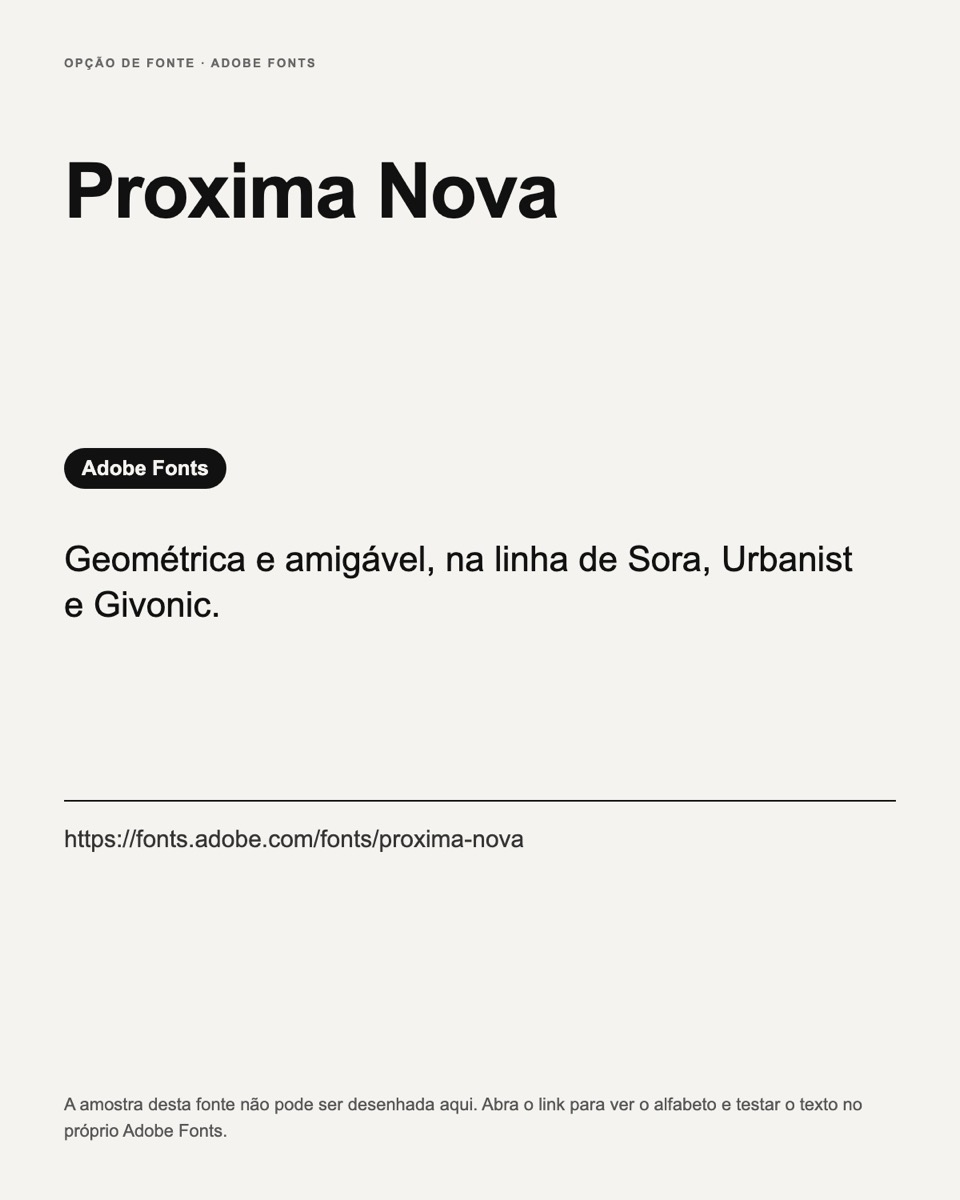 OPÇÃO DE FONTE · ADOBE FONTS
Proxima Nova
Adobe Fonts
Geométrica e amigável, na linha de Sora, Urbanist
e Givonic.
https://fonts.adobe.com/fonts/proxima-nova
A amostra desta fonte não pode ser desenhada aqui. Abra o link para ver o alfabeto e testar o texto no
próprio Adobe Fonts.